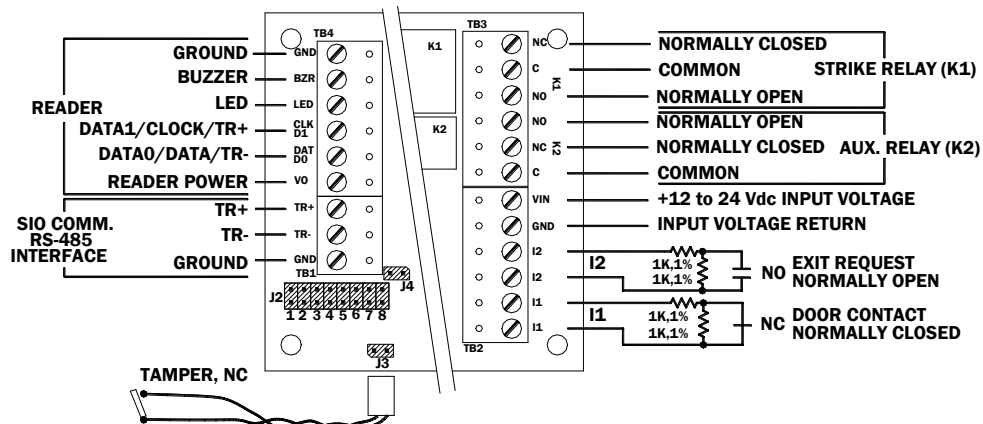 TB4
TB3
READER
GROUND GND
BUZZER BZR
LED LED
DATA1/CLOCK/TR+ CLK D1
DATA0/DATA/TR- DAT D0
READER POWER VO
SIO COMM.
RS-485
INTERFACE
TR+ TR+
TR- TR-
GROUND GND
TB1
J4
J2
1 2 3 4 5 6 7 8
J3
TAMPER, NC
K1
K2
NC NORMALLY CLOSED
C COMMON
NO NORMALLY OPEN
K1
STRIKE RELAY (K1)
NO NORMALLY OPEN
NC NORMALLY CLOSED
C COMMON
K2
AUX. RELAY (K2)
VIN +12 to 24 Vdc INPUT VOLTAGE
GND INPUT VOLTAGE RETURN
I2
I2
I2
1K,1%
1K,1%
NO
EXIT REQUEST
NORMALLY OPEN
I1
I1
I1
1K,1%
1K,1%
NC
DOOR CONTACT
NORMALLY CLOSED
TB2